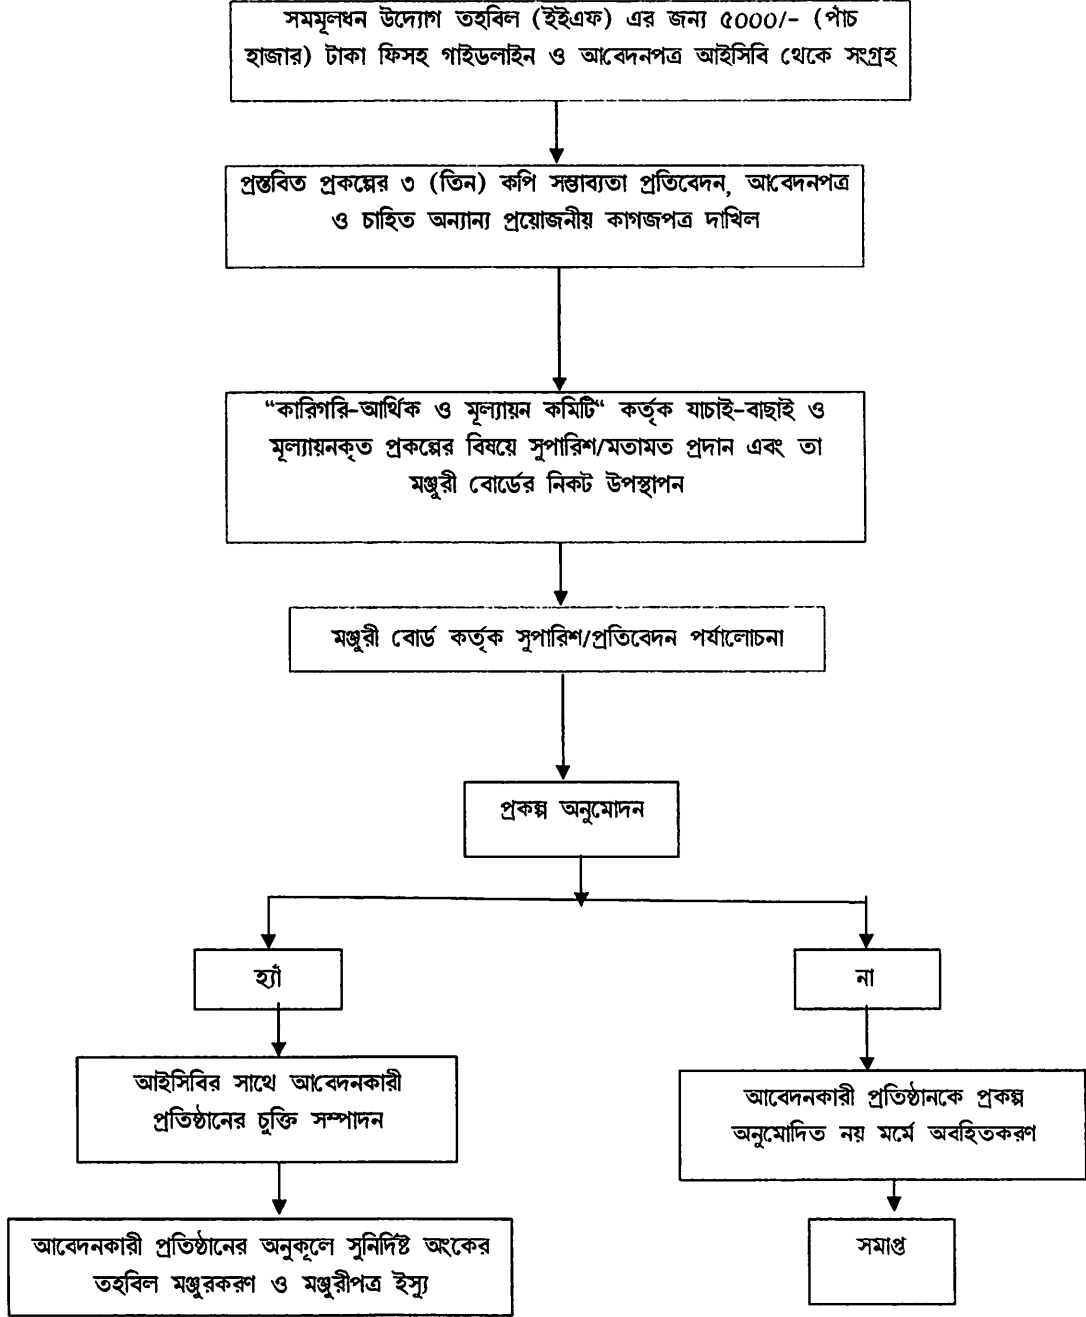 সমমূলধন উদ্যোগ তহবিল (ইইএফ) এর জন্য ৫০০০/- (পাঁচ
হাজার) টাকা ফিসহ গাইডলাইন ও আবেদনপত্র আইসিবি থেকে সংগ্রহ
প্রস্তবিত প্রকল্পের ৩ (তিন) কপি সম্ভাব্যতা প্রতিবেদন, আবেদনপত্র
ও চাহিত অন্যান্য প্রয়োজনীয় কাগজপত্র দাখিল
“কারিগরি-আর্থিক ও মূল্যায়ন কমিটি“ কর্তৃক যাচাই-বাছাই ও
মূল্যায়নকৃত প্রকল্পের বিষয়ে সুপারিশ/মতামত প্রদান এবং তা
মঞ্জুরী বোর্ডের নিকট উপস্থাপন
মঞ্জুরী বোর্ড কর্তৃক সুপারিশ/প্রতিবেদন পর্যালোচনা
প্রকল্প অনুমোদন
হ্যাঁ
না
আইসিবির সাথে আবেদনকারী
প্রতিষ্ঠানের চুক্তি সম্পাদন
আবেদনকারী প্রতিষ্ঠানকে প্রকল্প
অনুমোদিত নয় মর্মে অবহিতকরণ
আবেদনকারী প্রতিষ্ঠানের অনুকূলে সুনির্দিষ্ট অংকের
তহবিল মঞ্জুরকরণ ও মঞ্জুরীপত্র ইস্যু
সমাপ্ত